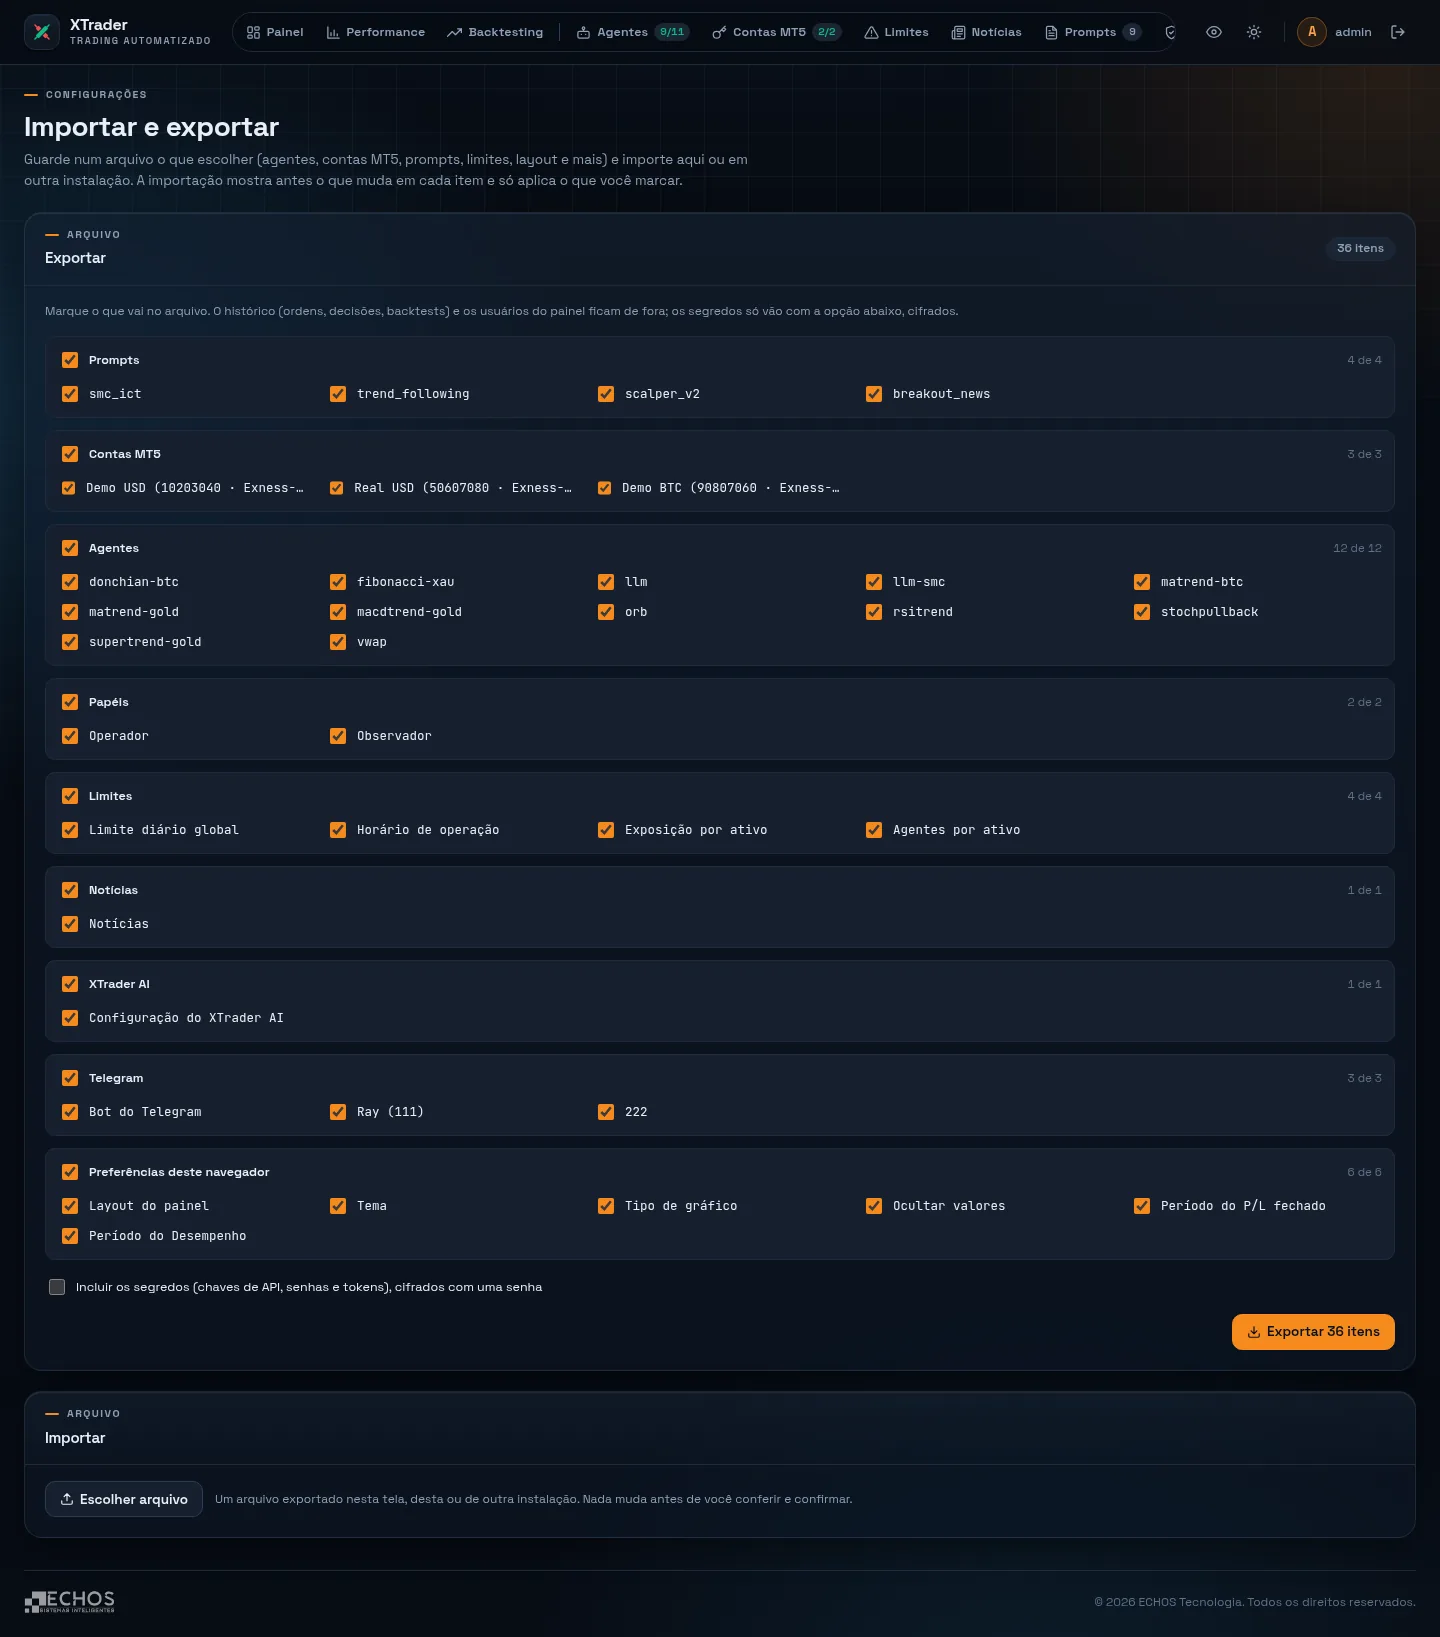 XTrader
TRADING AUTOMATIZADO
Painel
Performance
Backtesting
Agentes 9/11
Contas MT5 2/2
Limites
Notícias
Prompts 9
A admin
CONFIGURAÇÕES
Importar e exportar
Guarde num arquivo o que escolher (agentes, contas MT5, prompts, limites, layout e mais) e importe aqui ou em
outra instalação. A importação mostra antes o que muda em cada item e só aplica o que você marcar.
ARQUIVO
Exportar
36 itens
Marque o que vai no arquivo. O histórico (ordens, decisões, backtests) e os usuários do painel ficam de fora; os segredos só vão com a opção abaixo, cifrados.
Prompts 4 de 4
smc_ict trend_following scalper_v2 breakout_news
Contas MT5 3 de 3
Demo USD (10203040 · Exness-… Real USD (50607080 · Exness-… Demo BTC (90807060 · Exness-…
Agentes 12 de 12
donchian-btc fibonacci-xau llm llm-smc matrend-btc
matrend-gold macdtrend-gold orb rsitrend stochpullback
supertrend-gold vwap
Papéis 2 de 2
Operador Observador
Limites 4 de 4
Limite diário global Horário de operação Exposição por ativo Agentes por ativo
Notícias 1 de 1
Notícias
XTrader AI 1 de 1
Configuração do XTrader AI
Telegram 3 de 3
Bot do Telegram Ray (111) 222
Preferências deste navegador 6 de 6
Layout do painel Tema Tipo de gráfico Ocultar valores Período do P/L fechado
Período do Desempenho
Incluir os segredos (chaves de API, senhas e tokens), cifrados com uma senha
Exportar 36 itens
ARQUIVO
Importar
Escolher arquivo
Um arquivo exportado nesta tela, desta ou de outra instalação. Nada muda antes de você conferir e confirmar.
ECHOS
SISTEMAS INTELIGENTES
© 2026 ECHOS Tecnologia. Todos os direitos reservados.